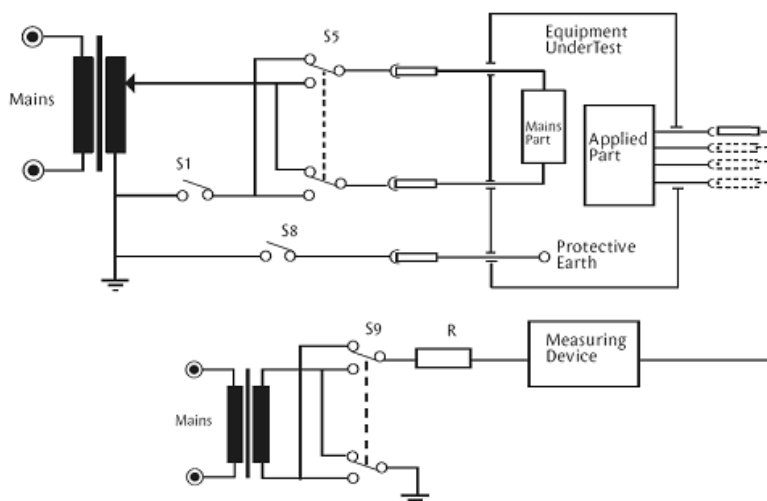 S5
Equipment
UnderTest
Mains
Mains
Part
Applied
Part
S1
S8
Protective
Earth
S9
R
Measuring
Device
Mains